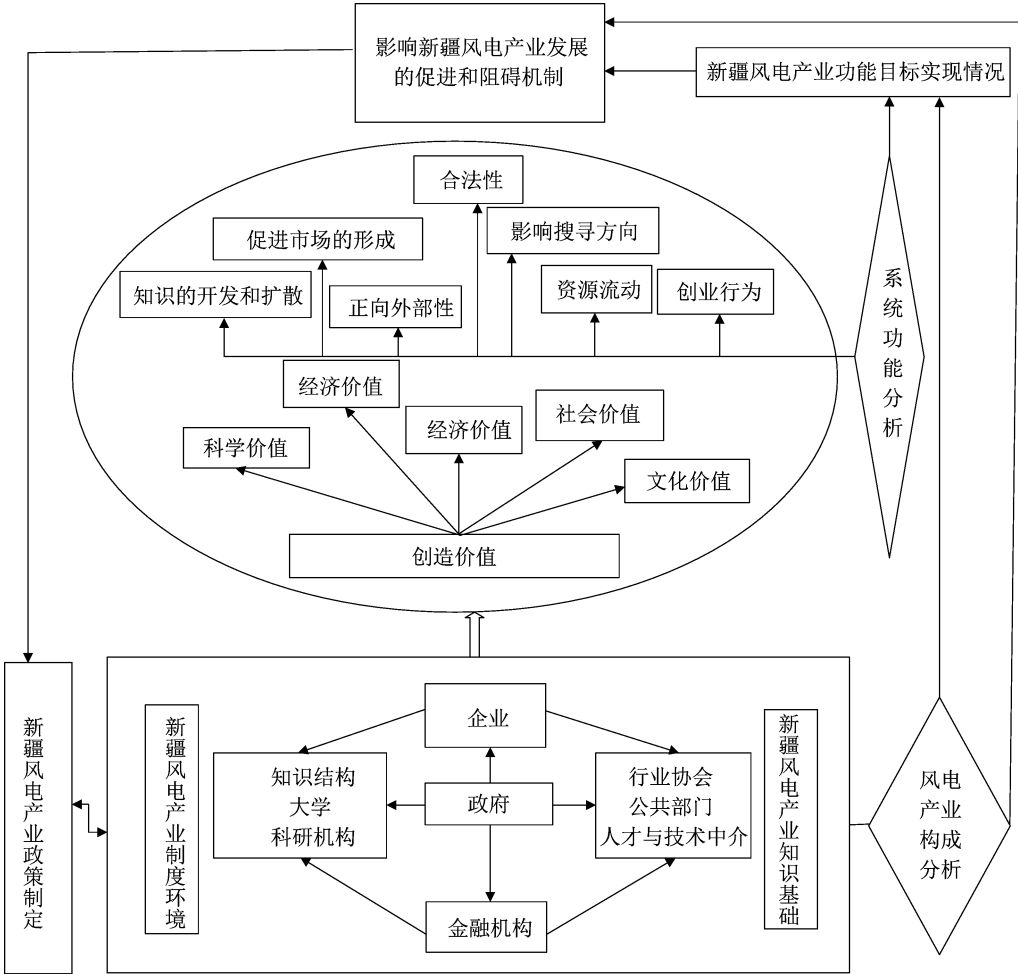 影响新疆风电产业发展
的促进和阻碍机制
新疆风电产业功能目标实现情况
合法性
促进市场的形成
影响搜寻方向
知识的开发和扩散
正向外部性
资源流动
创业行为
系统功能分析
经济价值
科学价值
经济价值
社会价值
文化价值
创造价值
新疆风电产业政策制定
新疆风电产业制度环境
企业
知识结构
大学
科研机构
政府
行业协会
公共部门
人才与技术中介
金融机构
新疆风电产业知识基础
风电
产业
构成
分析